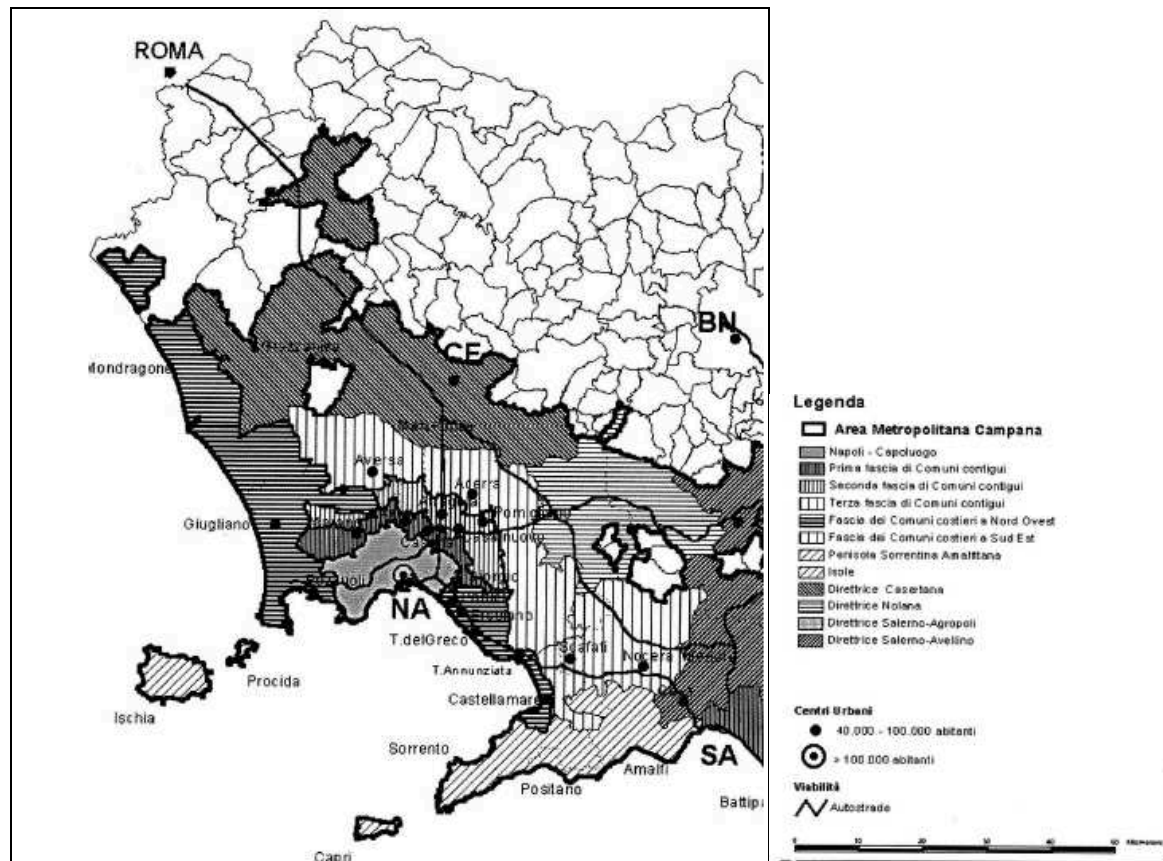 ROMA
BN
CE
Mondragone
Aversa
Acerra
Giugliano
Pomigliano
NA
T.delGreco
T.Annunziata
Scafati
Procida
Ischia
Castellamare
Sorrento
SA
Amalfi
Positano
Battipa
Capri
Legenda
Area Metropolitana Campana
Napoli - Capoluogo
Prima fascia di Comuni contigui
Seconda fascia di Comuni contigui
Terza fascia di Comuni contigui
Fascia dei Comuni costieri a Nord Ovest
Fascia dei Comuni costieri a Sud Est
Penisola Sorrentina Amalfitana
Isole
Direttrice Casertana
Direttrice Nolana
Direttrice Salerno-Agropoli
Direttrice Salerno-Avellino
Centri Urbani
40.000 - 100.000 abitanti
> 100.000 abitanti
Viabilità
Autostrade